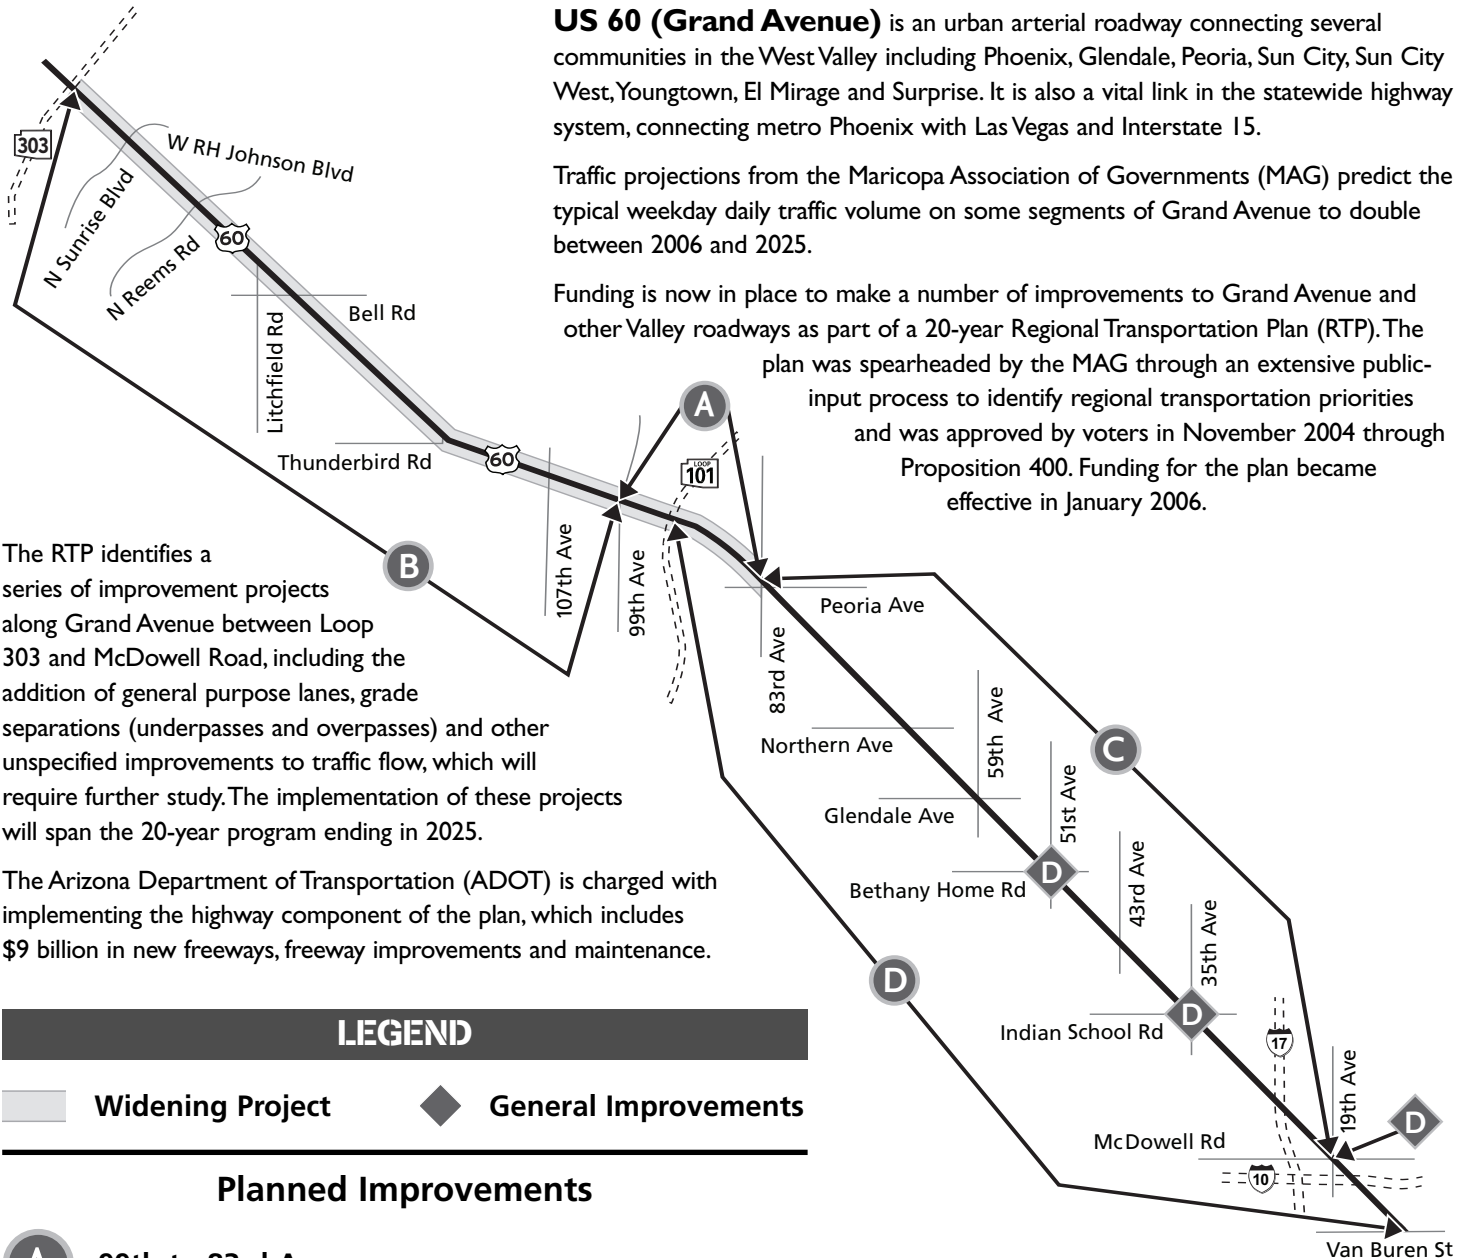 US 60 (Grand Avenue) is an urban arterial roadway connecting several
communities in the West Valley including Phoenix, Glendale, Peoria, Sun City, Sun City
West, Youngtown, El Mirage and Surprise. It is also a vital link in the statewide highway
system, connecting metro Phoenix with Las Vegas and Interstate 15.
Traffic projections from the Maricopa Association of Governments (MAG) predict the
typical weekday daily traffic volume on some segments of Grand Avenue to double
between 2006 and 2025.
Funding is now in place to make a number of improvements to Grand Avenue and
other Valley roadways as part of a 20-year Regional Transportation Plan (RTP). The
plan was spearheaded by the MAG through an extensive public-
input process to identify regional transportation priorities
and was approved by voters in November 2004 through
Proposition 400. Funding for the plan became
effective in January 2006.
303
W RH Johnson Blvd
N Sunrise Blvd
N Reems Rd
60
Bell Rd
Litchfield Rd
Thunderbird Rd
60
A
LOOP
101
B
107th Ave
99th Ave
Peoria Ave
83rd Ave
The RTP identifies a
series of improvement projects
along Grand Avenue between Loop
303 and McDowell Road, including the
addition of general purpose lanes, grade
separations (underpasses and overpasses) and other
unspecified improvements to traffic flow, which will
require further study. The implementation of these projects
will span the 20-year program ending in 2025.
The Arizona Department of Transportation (ADOT) is charged with
implementing the highway component of the plan, which includes
$9 billion in new freeways, freeway improvements and maintenance.
Northern Ave
59th Ave
C
Glendale Ave
51st Ave
D
Bethany Home Rd
43rd Ave
35th Ave
D
D
Indian School Rd
17
19th Ave
D
McDowell Rd
10
Van Buren St
LEGEND
Widening Project
General Improvements
Planned Improvements
A